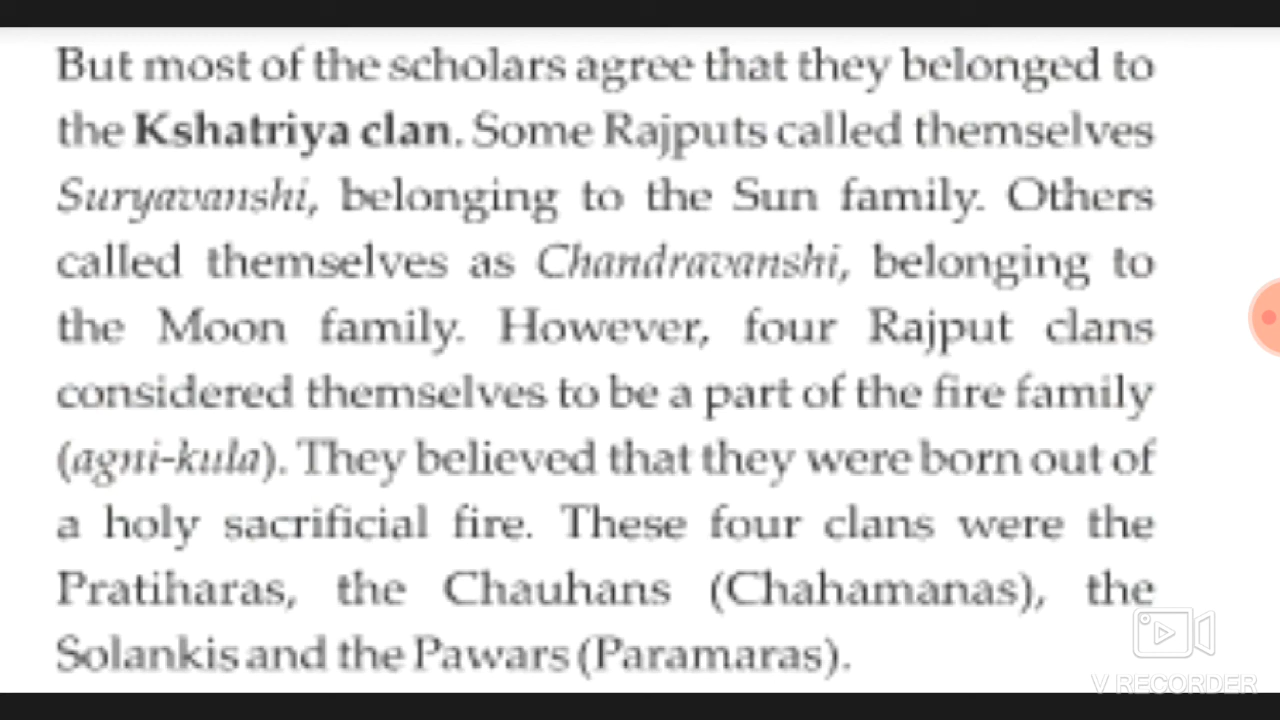 But most of the scholars agree that they belonged to
the Kshatriya clan. Some Rajputs called themselves
Suryavanshi, belonging to the Sun family. Others
called themselves as Chandravanshi, belonging to
the Moon family. However, four Rajput clans
considered themselves to be a part of the fire family
(agni-kula). They believed that they were born out of
a holy sacrificial fire. These four clans were the
Pratiharas, the Chauhans (Chahamanas), the
Solankis and the Pawars (Paramaras).
V RECORDER